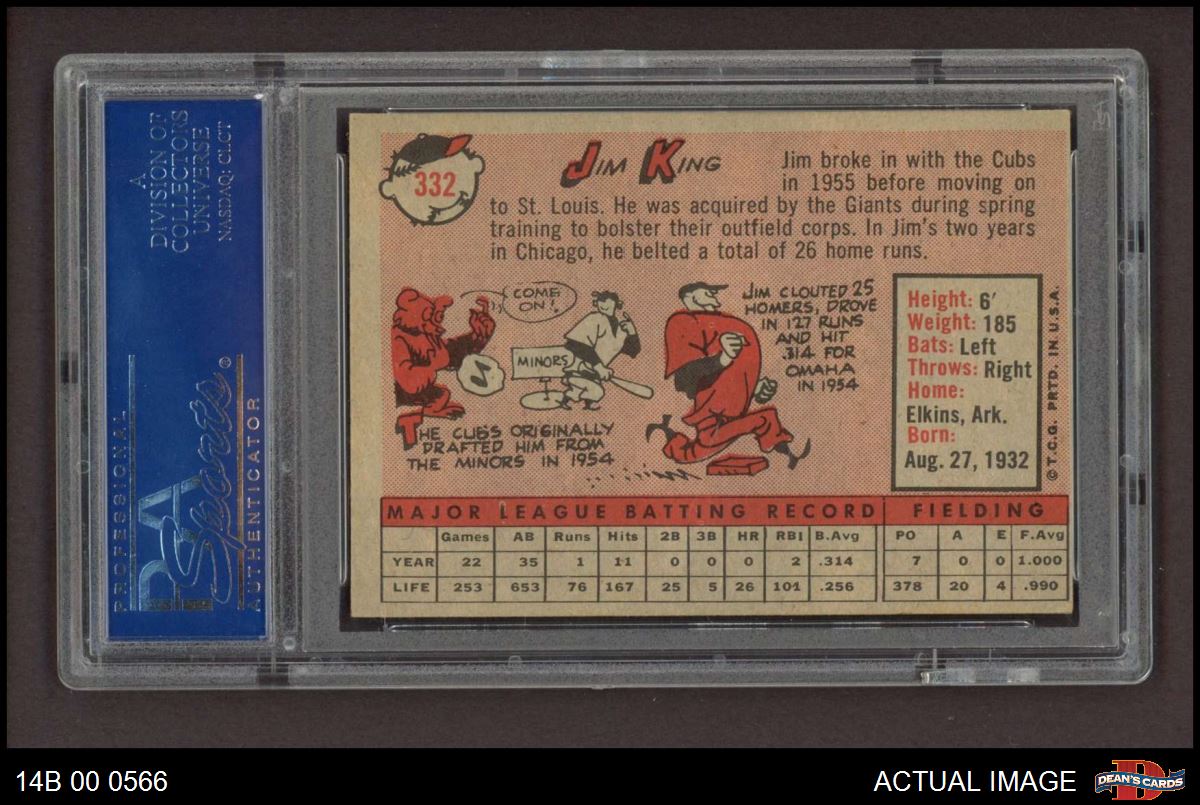 A
DIVISION OF
COLLECTORS
UNIVERSE
NASDAQ: CLCT
PROFESSIONAL
PSA
Sports®
AUTHENTICATOR
332
JIM KING
Jim broke in with the Cubs
in 1955 before moving on
to St. Louis. He was acquired by the Giants during spring
training to bolster their outfield corps. In Jim's two years
in Chicago, he belted a total of 26 home runs.
COME
ON!
MINORS
THE CUBS ORIGINALLY
DRAFTED HIM FROM
THE MINORS IN 1954
JIM CLOUTED 25
HOMERS, DROVE
IN 127 RUNS
AND HIT
.314 FOR
OMAHA
IN 1954
Height: 6'
Weight: 185
Bats: Left
Throws: Right
Home:
Elkins, Ark.
Born:
Aug. 27, 1932
© T.C.G. PRTD. IN U.S.A.
MAJOR LEAGUE BATTING RECORD FIELDING
Games AB Runs Hits 2B 3B HR RBI B.Avg PO A E F.Avg
YEAR 22 35 1 11 0 0 0 2 .314 7 0 0 1.000
LIFE 253 653 76 167 25 5 26 101 .256 378 20 4 .990
14B 00 0566
ACTUAL IMAGE
DEAN'S CARDS